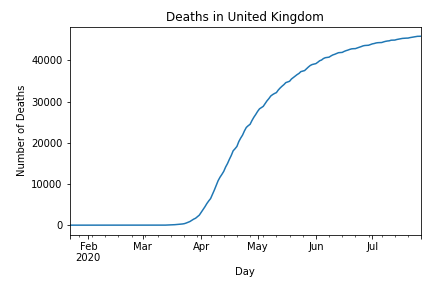 Deaths in United Kingdom
Number of Deaths
40000
30000
20000
10000
0
Feb Mar Apr May Jun Jul
2020
Day